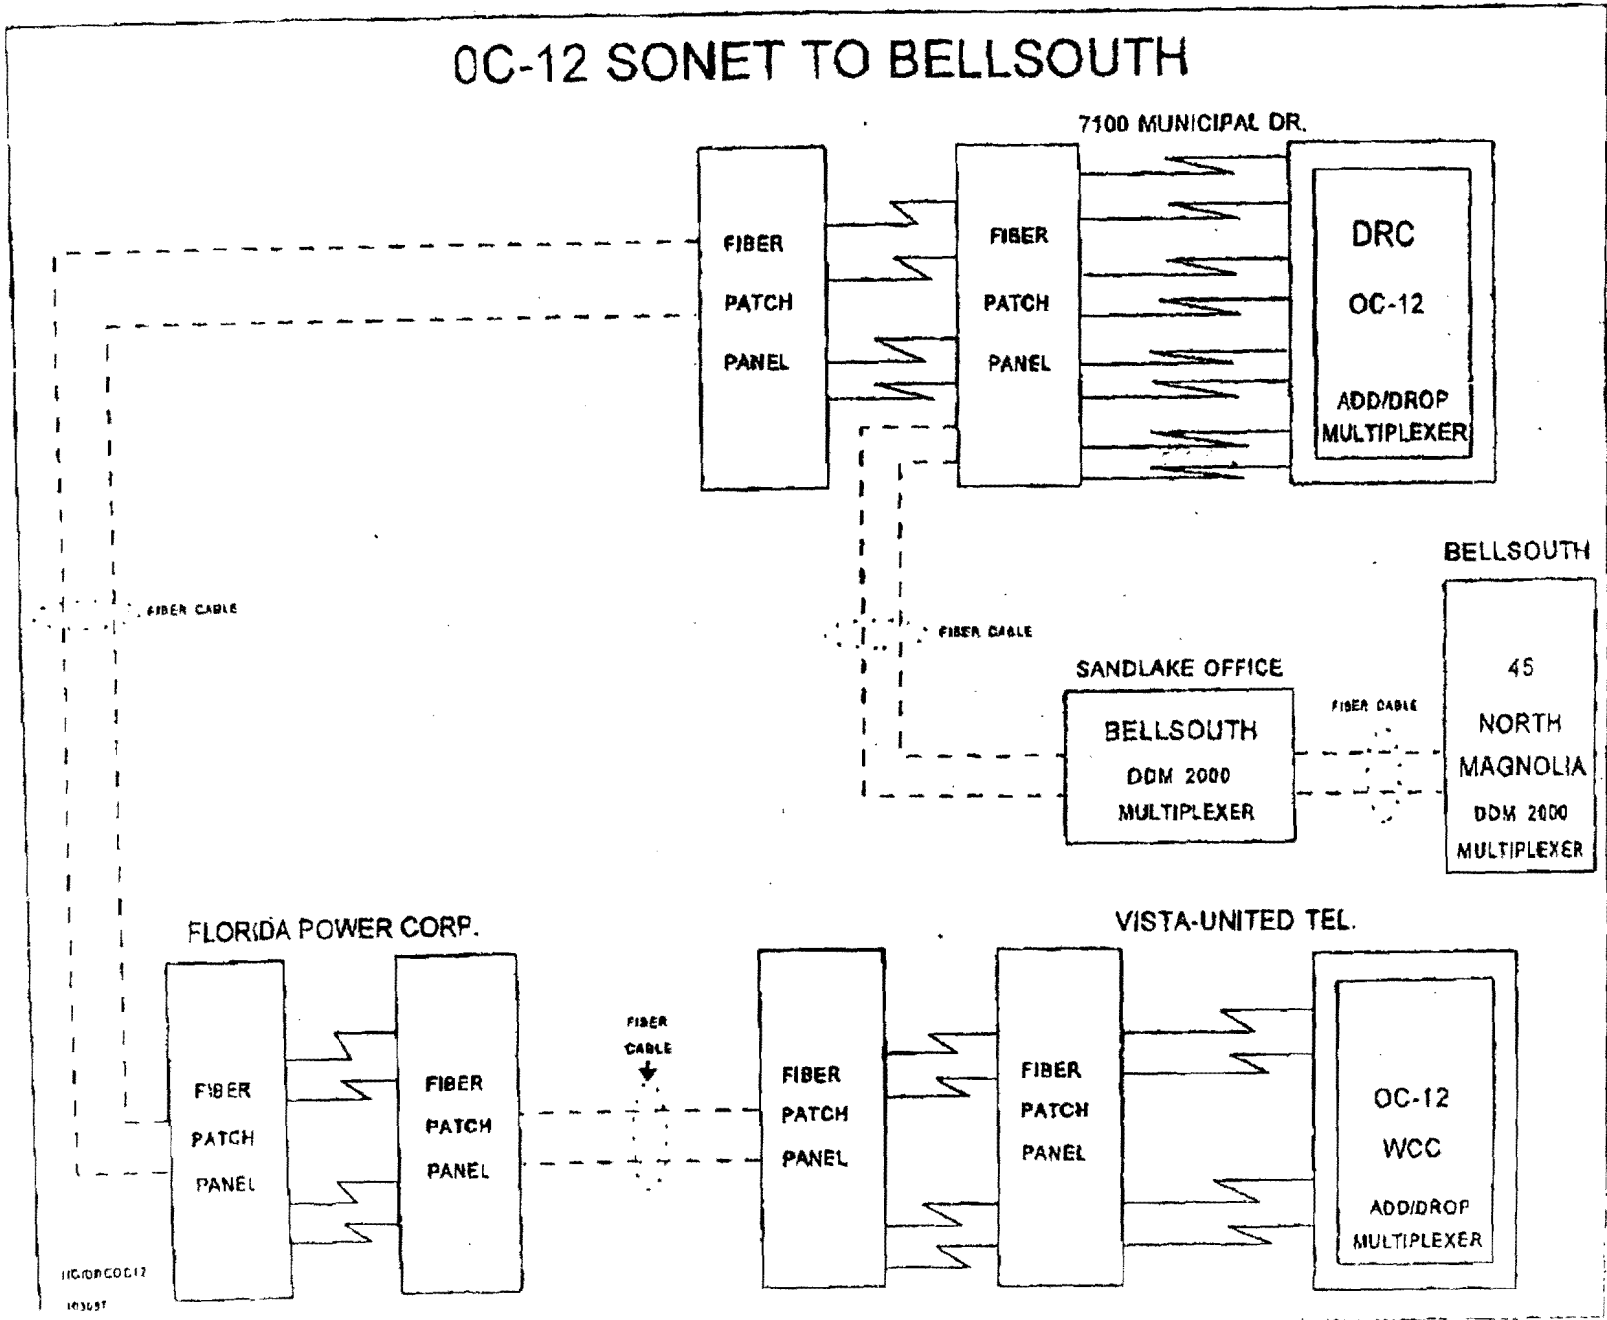 OC-12 SONET TO BELLSOUTH
7100 MUNICIPAL DR.
FIBER
PATCH
PANEL
FIBER
PATCH
PANEL
DRC
OC-12
ADD/DROP
MULTIPLEXER
FIBER CABLE
FIBER CABLE
SANDLAKE OFFICE
BELLSOUTH
DDM 2000
MULTIPLEXER
FIBER CABLE
BELLSOUTH
45
NORTH
MAGNOLIA
DDM 2000
MULTIPLEXER
FLORIDA POWER CORP.
FIBER
PATCH
PANEL
FIBER
PATCH
PANEL
FIBER
CABLE
VISTA-UNITED TEL.
FIBER
PATCH
PANEL
FIBER
PATCH
PANEL
OC-12
WCC
ADD/DROP
MULTIPLEXER